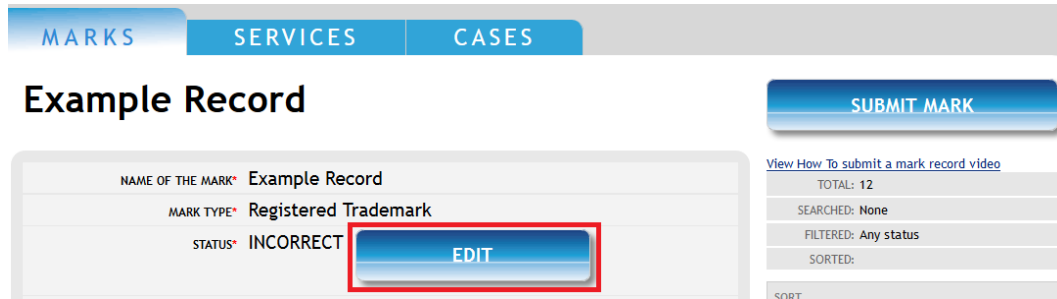 MARKS SERVICES CASES
Example Record
SUBMIT MARK
NAME OF THE MARK* Example Record
MARK TYPE* Registered Trademark
STATUS* INCORRECT EDIT
View How To submit a mark record video
TOTAL: 12
SEARCHED: None
FILTERED: Any status
SORTED:
SORT